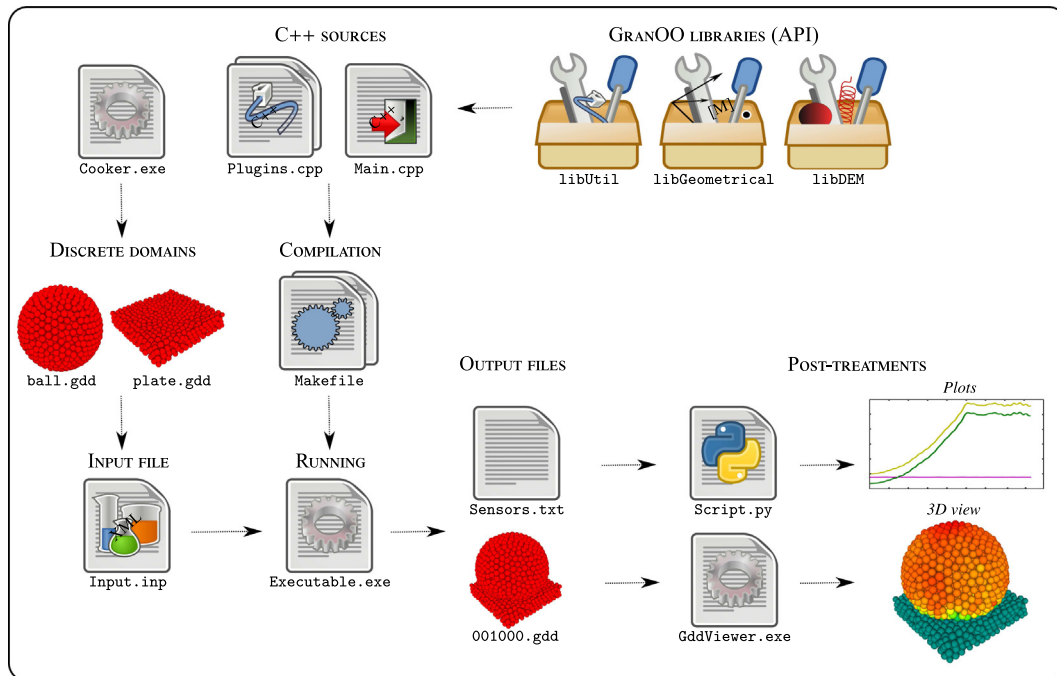 C++ SOURCES
GRANOO LIBRARIES (API)
C++
C++
[M]
Cooker.exe
Plugins.cpp
Main.cpp
libUtil
libGeometrical
libDEM
DISCRETE DOMAINS
COMPILATION
ball.gdd
plate.gdd
Makefile
OUTPUT FILES
POST-TREATMENTS
Plots
INPUT FILE
RUNNING
XML
Sensors.txt
Script.py
3D view
Input.inp
Executable.exe
001000.gdd
GddViewer.exe